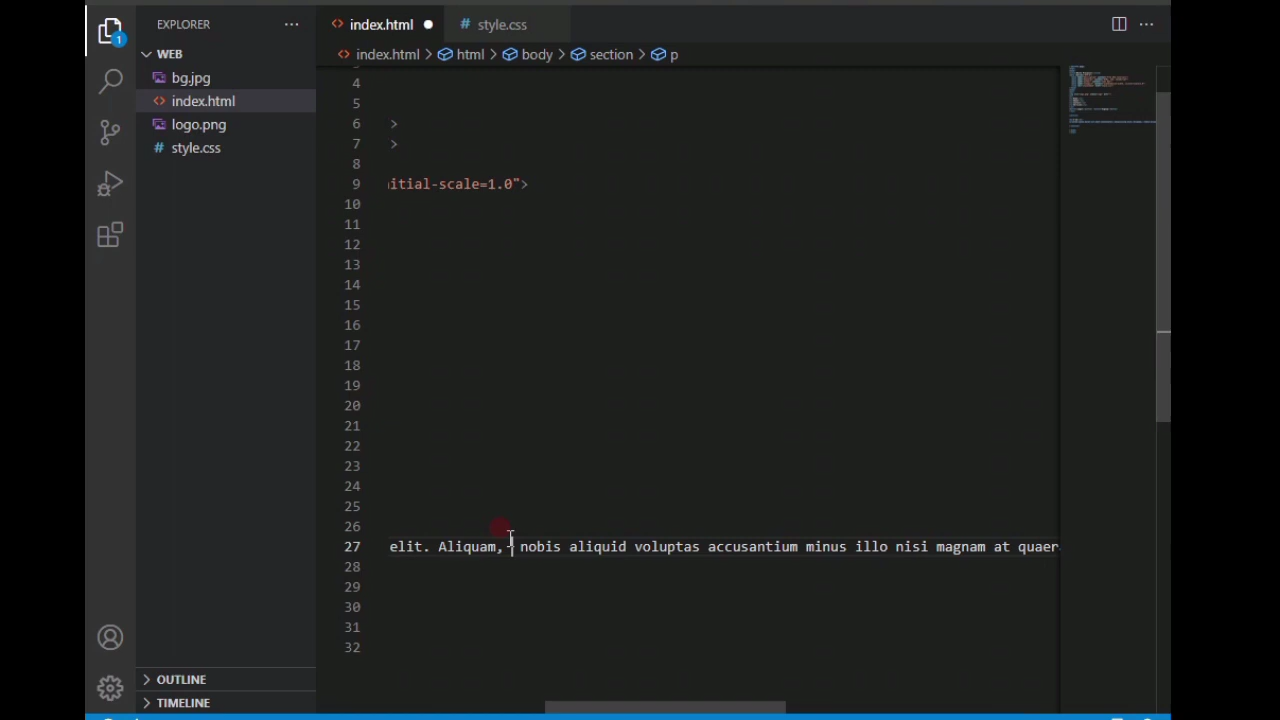 EXPLORER
index.html
style.css
WEB
index.html html body section p
bg.jpg
index.html
logo.png
style.css
1
4
5
6 >
7 >
8
9 itial-scale=1.0">
10
11
12
13
14
15
16
17
18
19
20
21
22
23
24
25
26
27 elit. Aliquam, nobis aliquid voluptas accusantium minus illo nisi magnam at quaer
28
29
30
31
32
OUTLINE
TIMELINE